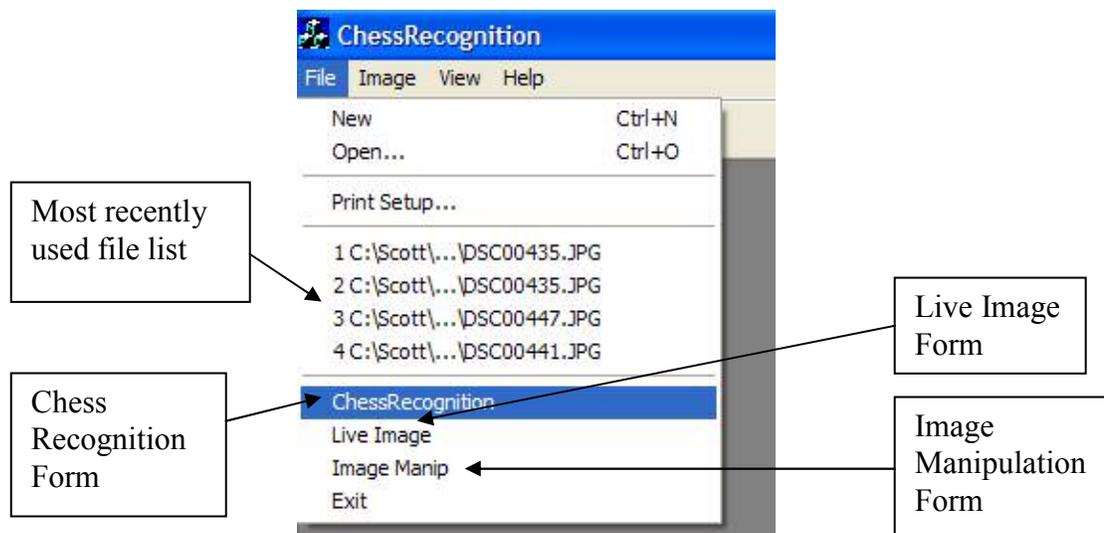 ChessRecognition
File Image View Help
New Ctrl+N
Open... Ctrl+O
Print Setup...
1 C:\Scott\...\DSC00435.JPG
2 C:\Scott\...\DSC00435.JPG
3 C:\Scott\...\DSC00447.JPG
4 C:\Scott\...\DSC00441.JPG
ChessRecognition
Live Image
Image Manip
Exit
Most recently
used file list
Chess
Recognition
Form
Live Image
Form
Image
Manipulation
Form